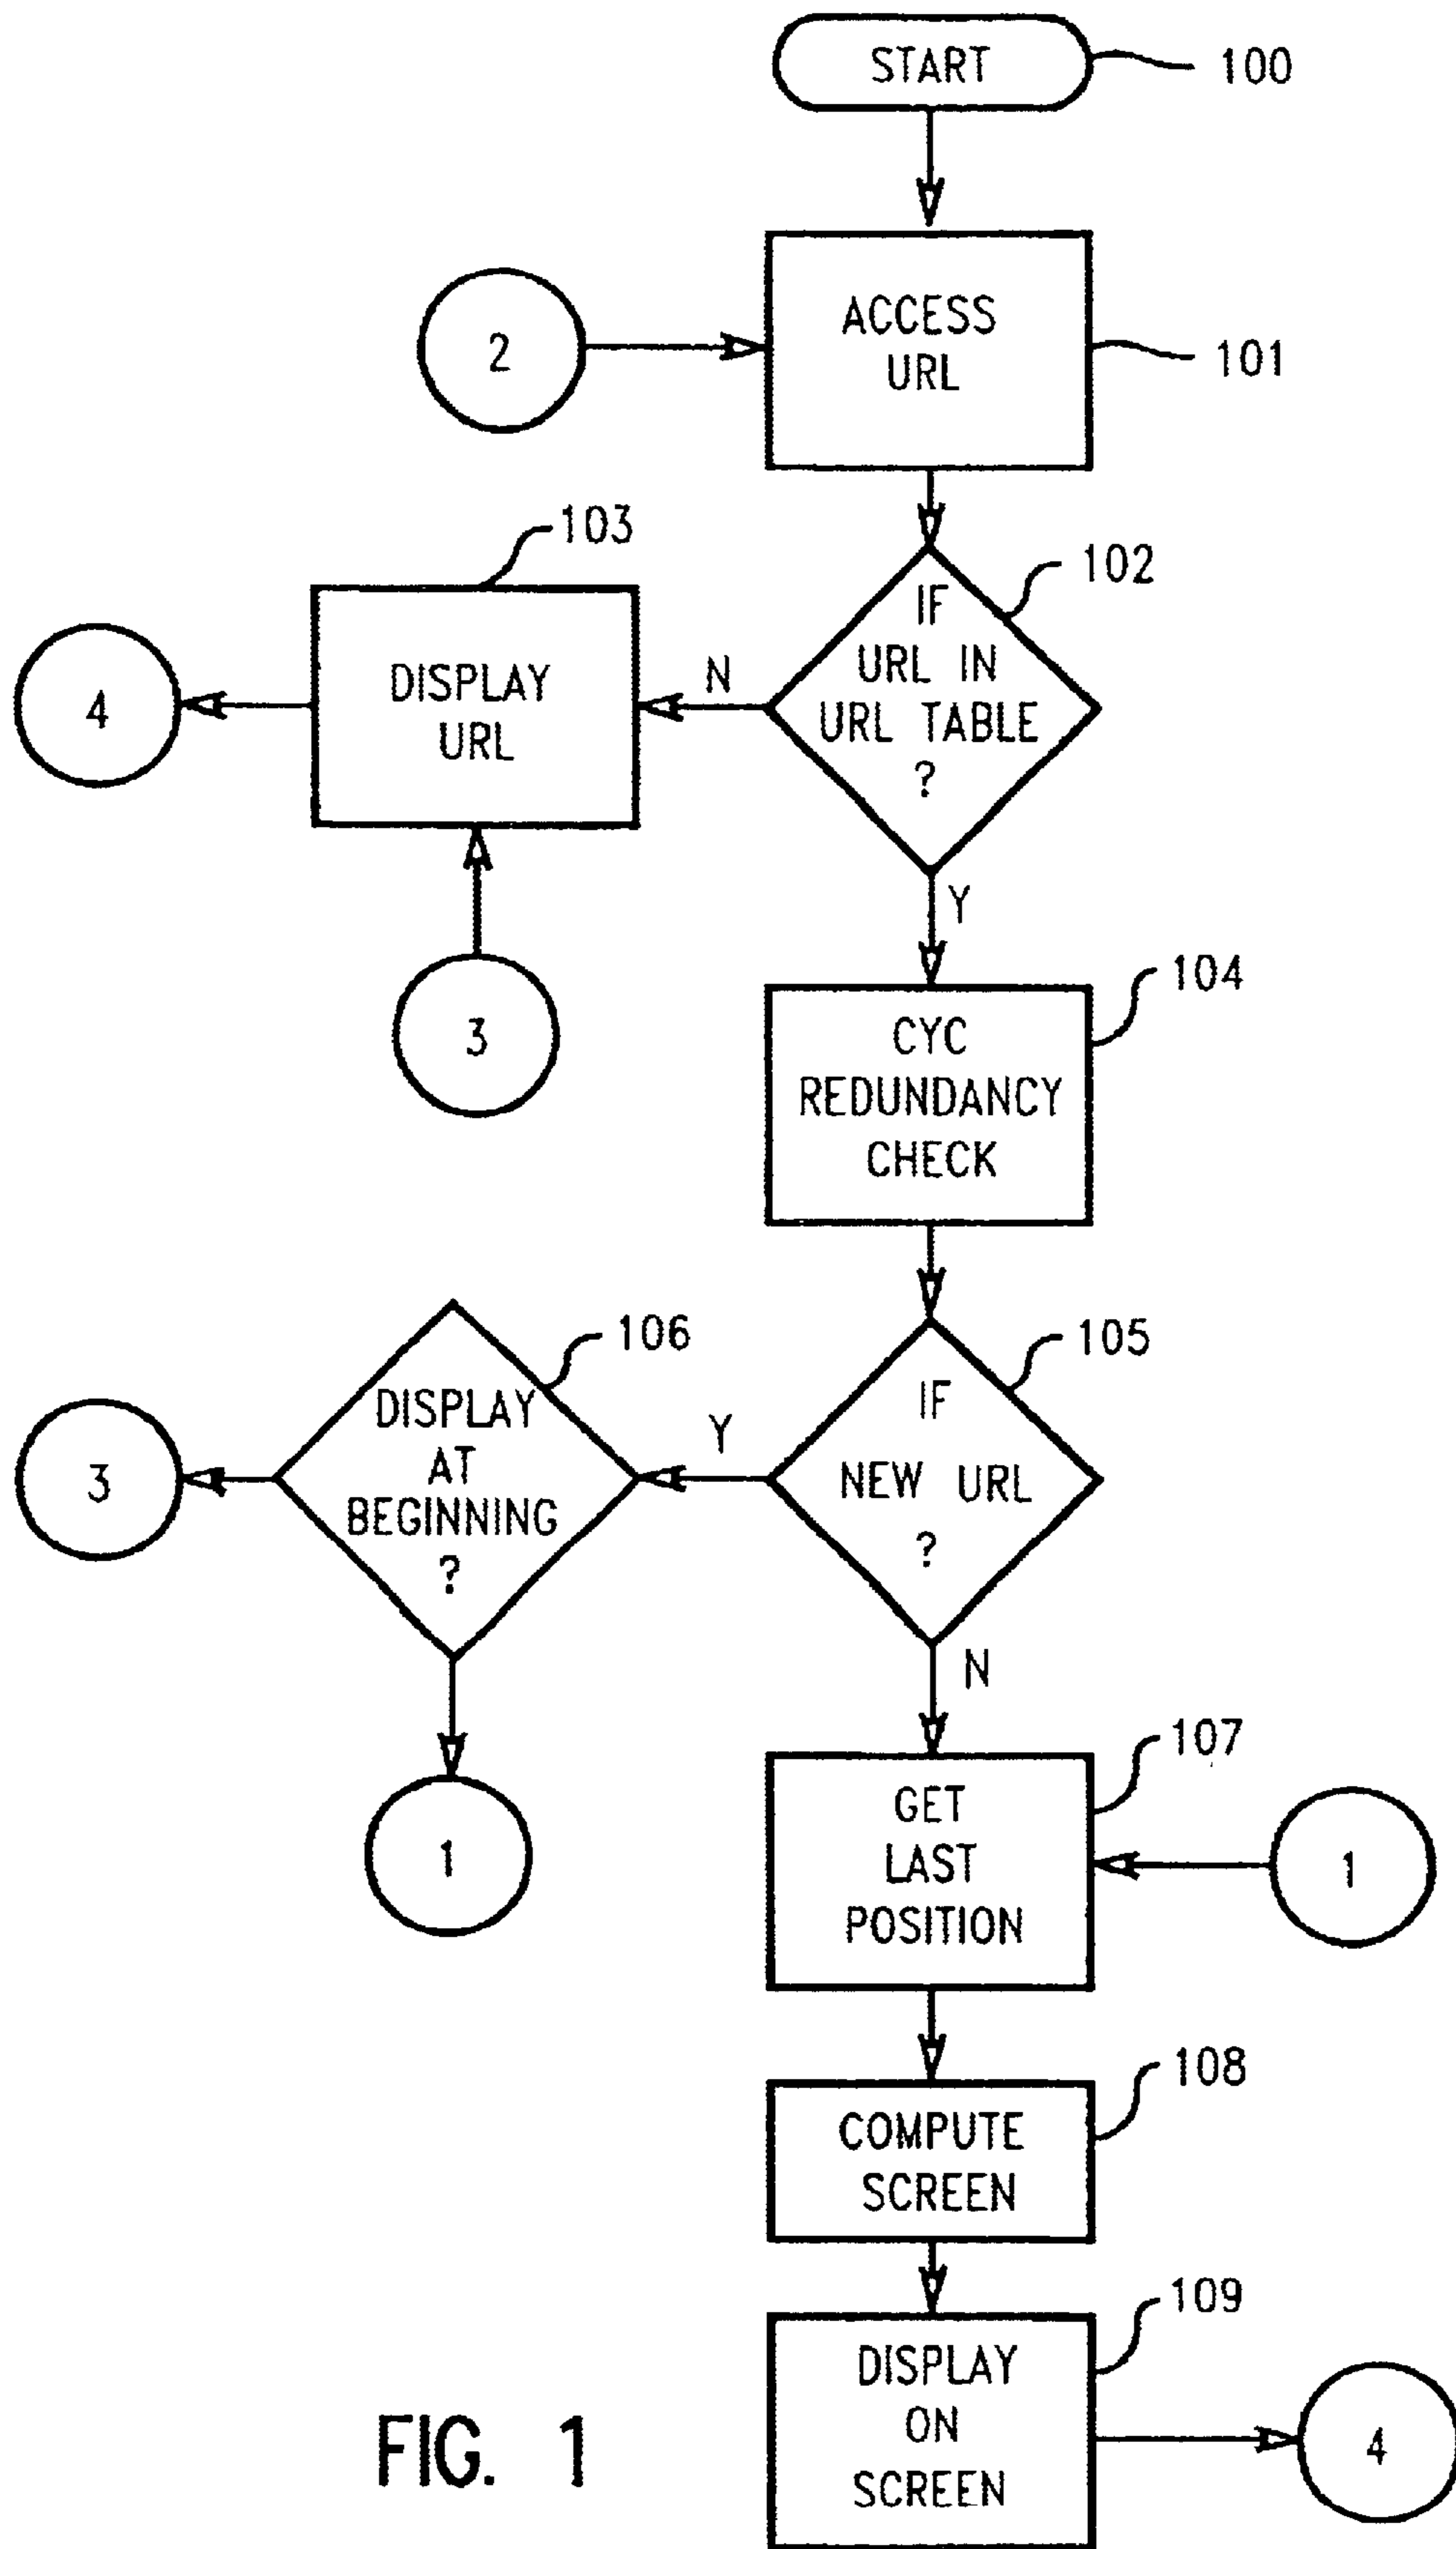 START
100
2
ACCESS
URL
101
103
102
4
DISPLAY
URL
N
IF
URL IN
URL TABLE
?
Y
3
104
CYC
REDUNDANCY
CHECK
106
105
3
DISPLAY
AT
BEGINNING
?
Y
IF
NEW URL
?
N
107
1
GET
LAST
POSITION
1
108
COMPUTE
SCREEN
109
DISPLAY
ON
SCREEN
4
FIG. 1